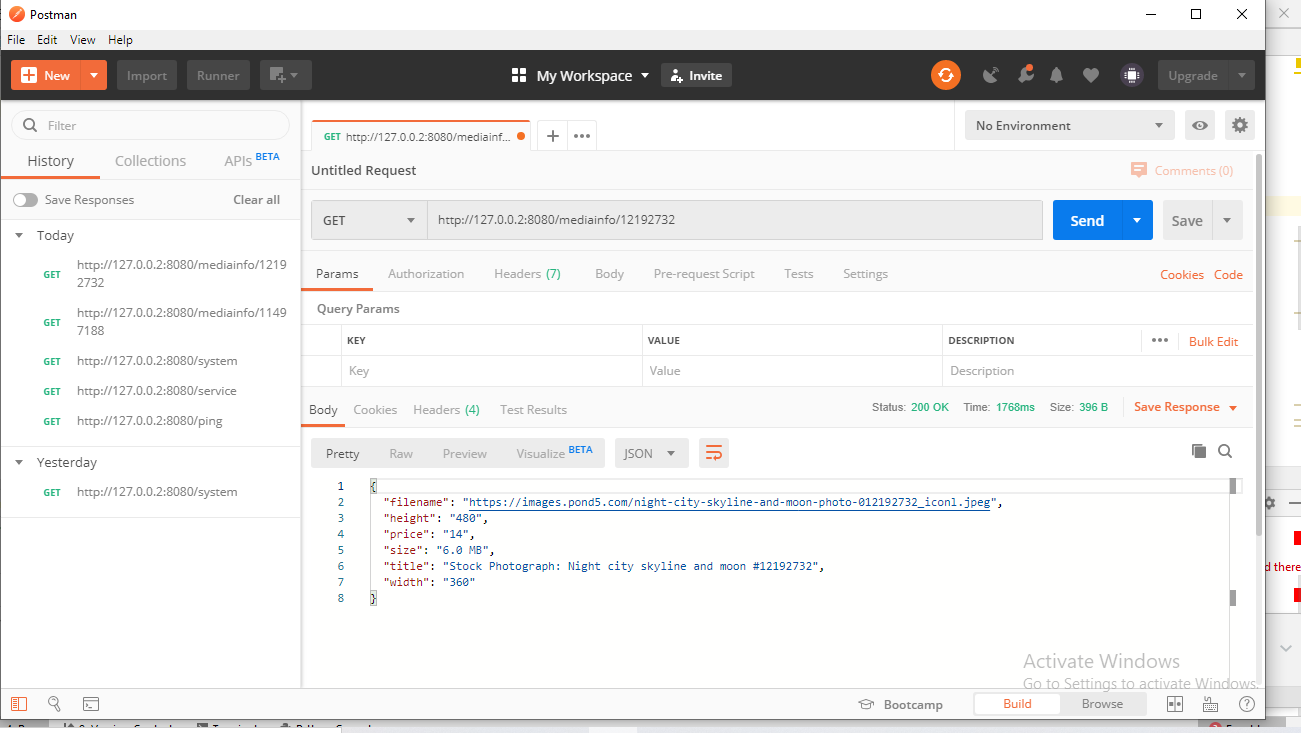 Postman
File Edit View Help
New Import Runner My Workspace Invite Upgrade
Filter
History Collections APIs BETA
Save Responses Clear all
Today
GET http://127.0.0.2:8080/mediainfo/1219
2732
GET http://127.0.0.2:8080/mediainfo/1149
7188
GET http://127.0.0.2:8080/system
GET http://127.0.0.2:8080/service
GET http://127.0.0.2:8080/ping
Yesterday
GET http://127.0.0.2:8080/system
GET http://127.0.0.2:8080/mediainf...
No Environment
Untitled Request Comments (0)
GET http://127.0.0.2:8080/mediainfo/12192732 Send Save
Params Authorization Headers (7) Body Pre-request Script Tests Settings Cookies Code
Query Params
KEY VALUE DESCRIPTION Bulk Edit
Key Value Description
Body Cookies Headers (4) Test Results Status: 200 OK Time: 1768ms Size: 396 B Save Response
Pretty Raw Preview Visualize BETA JSON
1 {
2 "filename": "https://images.pond5.com/night-city-skyline-and-moon-photo-012192732_iconl.jpeg",
3 "height": "480",
4 "price": "14",
5 "size": "6.0 MB",
6 "title": "Stock Photograph: Night city skyline and moon #12192732",
7 "width": "360"
8 }
d there
Activate Windows
Go to Settings to activate Windows.
Bootcamp Build Browse